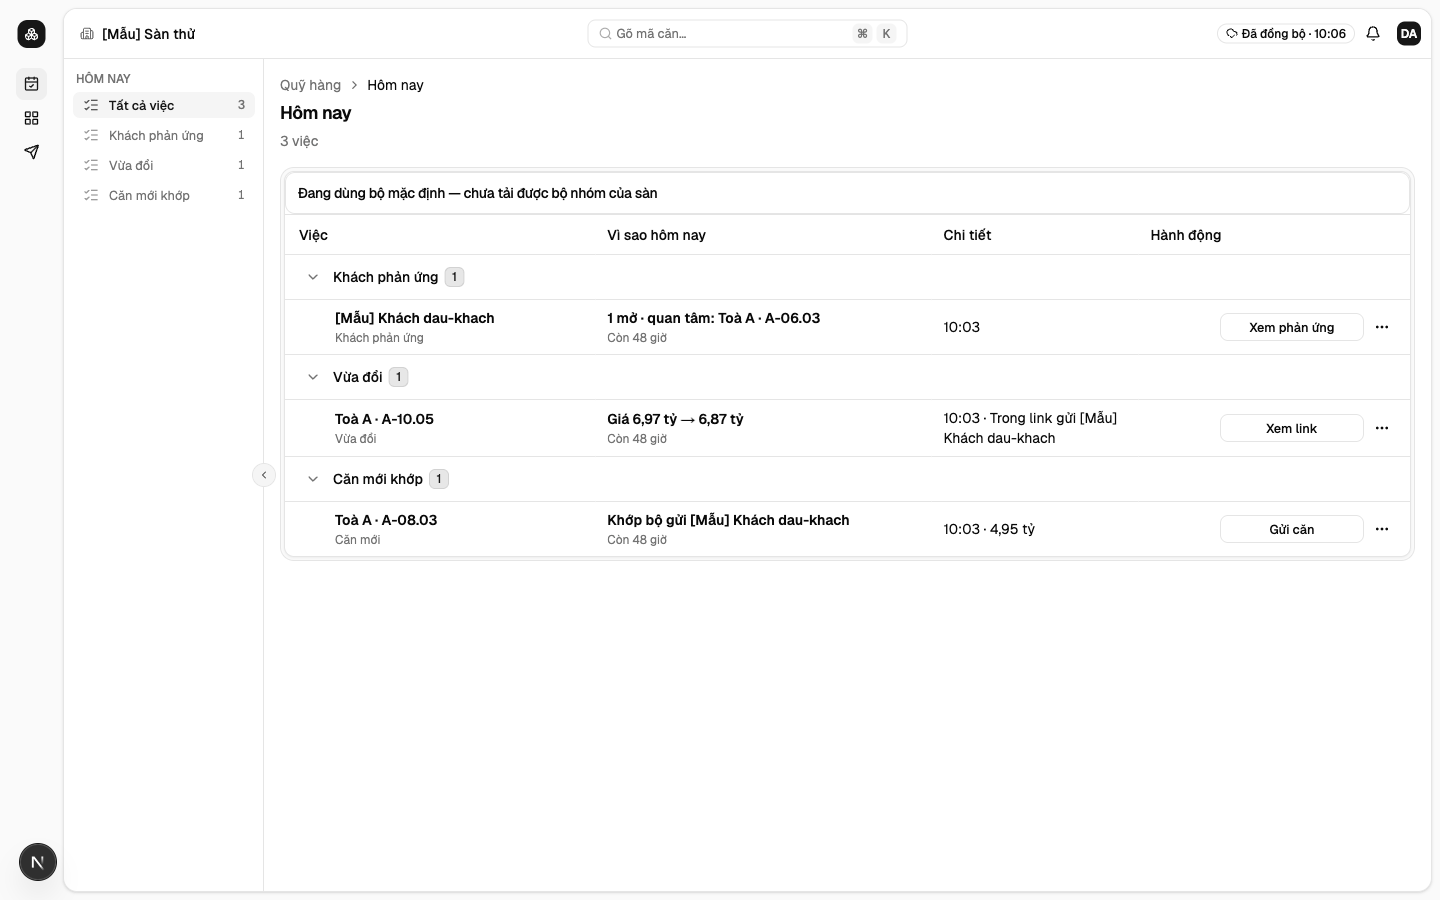 [Mẫu] Sàn thử
Gõ mã căn...
⌘ K
Đã đồng bộ · 10:06
DA
HÔM NAY
Tất cả việc 3
Khách phản ứng 1
Vừa đổi 1
Căn mới khớp 1
Quỹ hàng > Hôm nay
Hôm nay
3 việc
Đang dùng bộ mặc định — chưa tải được bộ nhóm của sàn
Việc Vì sao hôm nay Chi tiết Hành động
Khách phản ứng 1
[Mẫu] Khách dau-khach 1 mở · quan tâm: Toà A · A-06.03 10:03 Xem phản ứng
Khách phản ứng Còn 48 giờ
Vừa đổi 1
Toà A · A-10.05 Giá 6,97 tỷ → 6,87 tỷ 10:03 · Trong link gửi [Mẫu] Xem link
Vừa đổi Còn 48 giờ Khách dau-khach
Căn mới khớp 1
Toà A · A-08.03 Khớp bộ gửi [Mẫu] Khách dau-khach 10:03 · 4,95 tỷ Gửi căn
Căn mới Còn 48 giờ
N